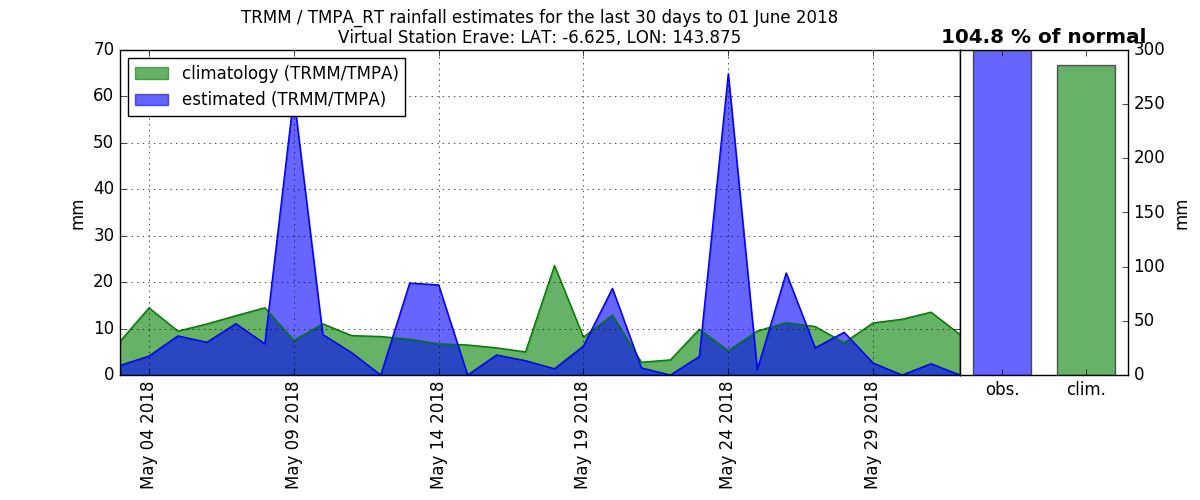 TRMM / TMPA_RT rainfall estimates for the last 30 days to 01 June 2018
Virtual Station Erave: LAT: -6.625, LON: 143.875
104.8 % of normal
climatology (TRMM/TMPA)
estimated (TRMM/TMPA)
70
60
50
40
30
20
10
0
mm
May 04 2018
May 09 2018
May 14 2018
May 19 2018
May 24 2018
May 29 2018
300
250
200
150
100
50
0
mm
obs.
clim.